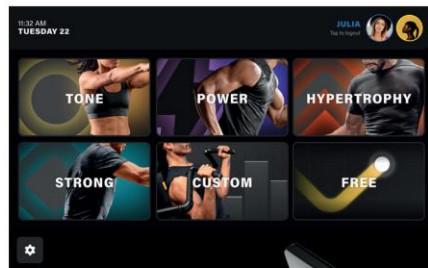 11:32 AM
TUESDAY 22
JULIA
Tap to logout
TONE
POWER
HYPERTROPHY
STRONG
CUSTOM
FREE